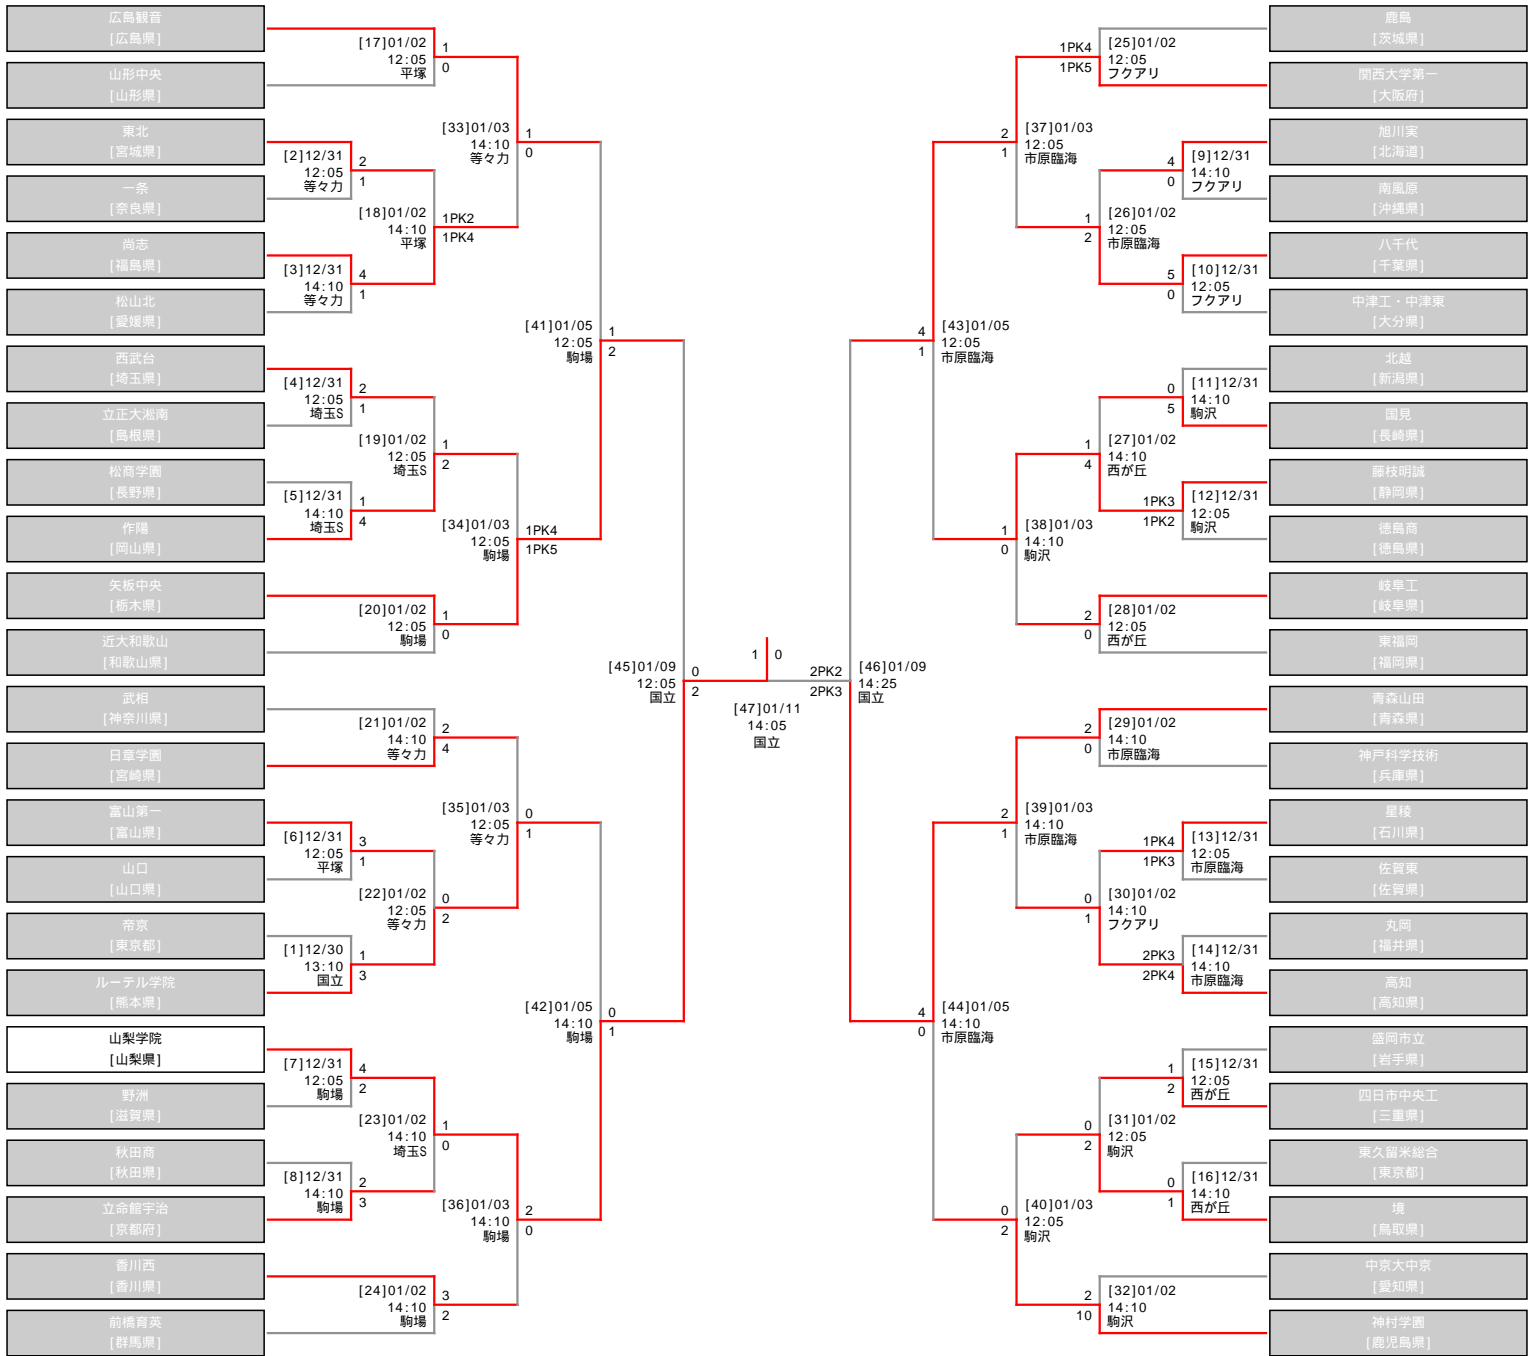 広島観音
[広島県]
山形中央
[山形県]
東北
[宮城県]
一条
[奈良県]
尚志
[福島県]
松山北
[愛媛県]
西武台
[埼玉県]
立正大淞南
[島根県]
松商学園
[長野県]
作陽
[岡山県]
矢板中央
[栃木県]
近大和歌山
[和歌山県]
武相
[神奈川県]
日章学園
[宮崎県]
富山第一
[富山県]
山口
[山口県]
帝京
[東京都]
ルーテル学院
[熊本県]
山梨学院
[山梨県]
野洲
[滋賀県]
秋田商
[秋田県]
立命館宇治
[京都府]
香川西
[香川県]
前橋育英
[群馬県]
[2]12/31
12:05
等々力
2
1
[3]12/31
14:10
等々力
4
1
[4]12/31
12:05
埼玉S
2
1
[5]12/31
14:10
埼玉S
1
4
[6]12/31
12:05
平塚
3
1
[1]12/30
13:10
国立
1
3
[7]12/31
12:05
駒場
4
2
[8]12/31
14:10
駒場
2
3
[17]01/02
12:05
平塚
1
0
[18]01/02
14:10
平塚
1PK2
1PK4
[19]01/02
12:05
埼玉S
1
2
[20]01/02
12:05
駒場
1
0
[21]01/02
14:10
等々力
2
4
[22]01/02
12:05
等々力
0
2
[23]01/02
14:10
埼玉S
1
0
[24]01/02
14:10
駒場
3
2
[33]01/03
14:10
等々力
1
0
[34]01/03
12:05
駒場
1PK4
1PK5
[35]01/03
12:05
等々力
0
1
[36]01/03
14:10
駒場
2
0
[41]01/05
12:05
駒場
1
2
[42]01/05
14:10
駒場
0
1
[45]01/09
12:05
国立
0
2
1
0
[47]01/11
14:05
国立
2PK2
2PK3
[46]01/09
14:25
国立
4
1
[43]01/05
12:05
市原臨海
4
0
[44]01/05
14:10
市原臨海
2
1
[37]01/03
12:05
市原臨海
1
0
[38]01/03
14:10
駒沢
2
1
[39]01/03
14:10
市原臨海
0
2
[40]01/03
12:05
駒沢
1PK4
1PK5
[25]01/02
12:05
フクアリ
1
2
[26]01/02
12:05
市原臨海
1
4
[27]01/02
14:10
西が丘
2
0
[28]01/02
12:05
西が丘
2
0
[29]01/02
14:10
市原臨海
0
1
[30]01/02
14:10
フクアリ
0
2
[31]01/02
12:05
駒沢
2
10
[32]01/02
14:10
駒沢
4
0
[9]12/31
14:10
フクアリ
5
0
[10]12/31
12:05
フクアリ
0
5
[11]12/31
14:10
駒沢
1PK3
1PK2
[12]12/31
12:05
駒沢
1PK4
1PK3
[13]12/31
12:05
市原臨海
2PK3
2PK4
[14]12/31
14:10
市原臨海
1
2
[15]12/31
12:05
西が丘
0
1
[16]12/31
14:10
西が丘
鹿島
[茨城県]
関西大学第一
[大阪府]
旭川実
[北海道]
南風原
[沖縄県]
八千代
[千葉県]
中津工・中津東
[大分県]
北越
[新潟県]
国見
[長崎県]
藤枝明誠
[静岡県]
徳島商
[徳島県]
岐阜工
[岐阜県]
東福岡
[福岡県]
青森山田
[青森県]
神戸科学技術
[兵庫県]
星稜
[石川県]
佐賀東
[佐賀県]
丸岡
[福井県]
高知
[高知県]
盛岡市立
[岩手県]
四日市中央工
[三重県]
東久留米総合
[東京都]
境
[鳥取県]
中京大中京
[愛知県]
神村学園
[鹿児島県]